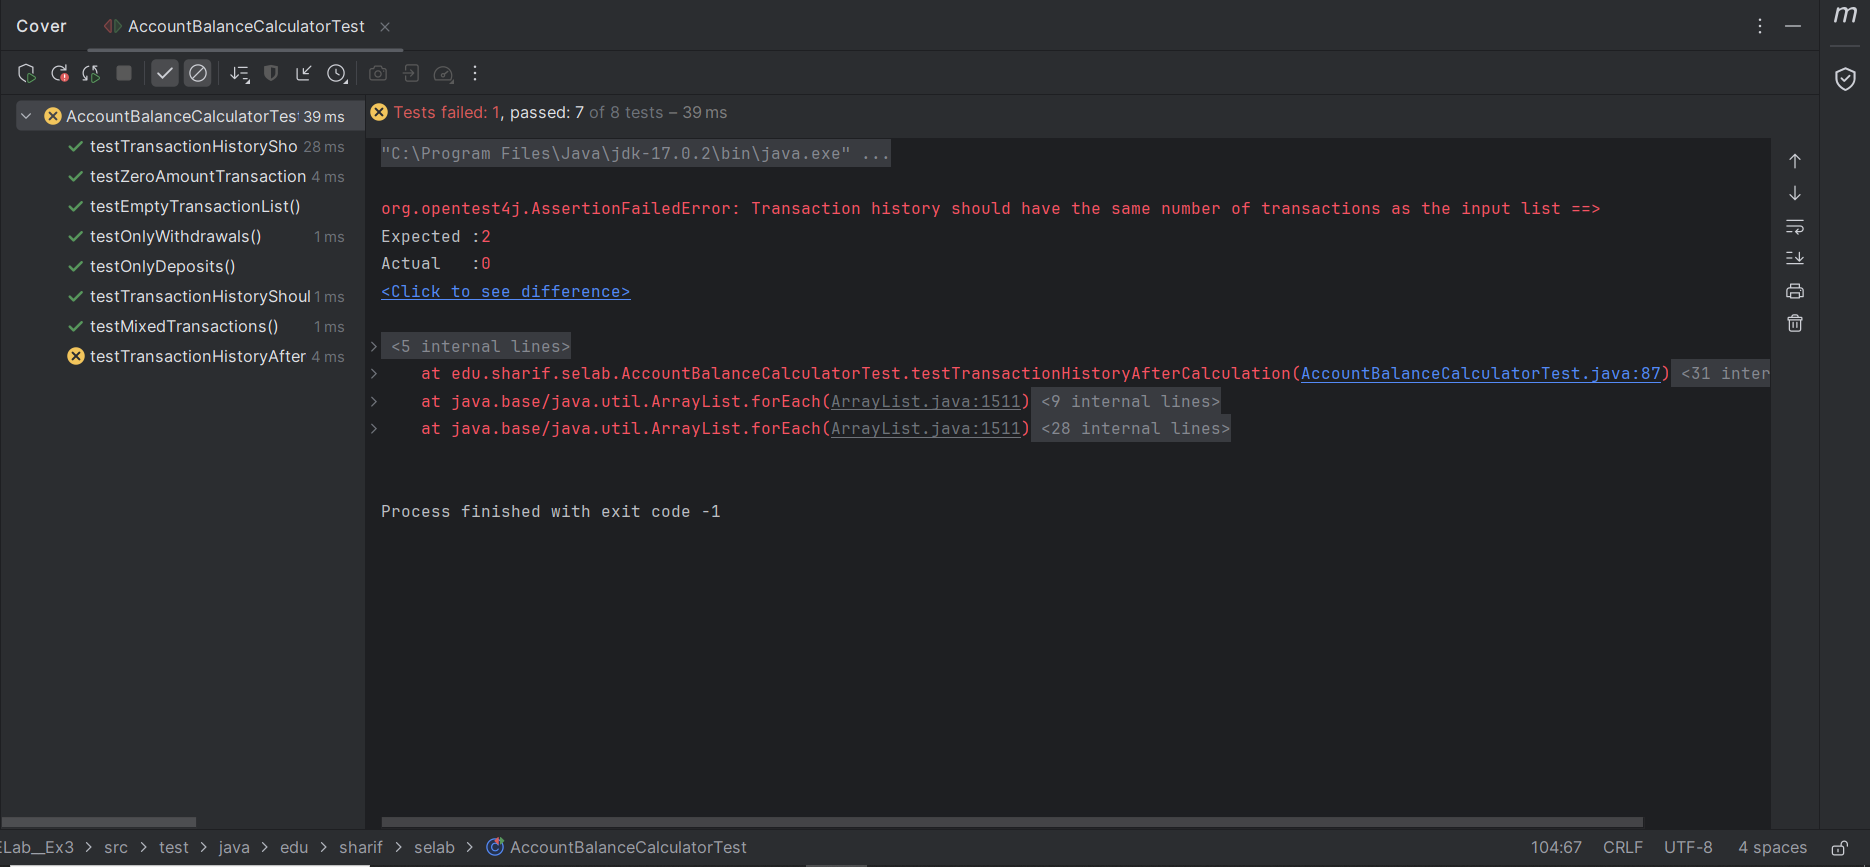 Cover AccountBalanceCalculatorTest
m
AccountBalanceCalculatorTest 39 ms
testTransactionHistorySho 28 ms
testZeroAmountTransaction 4 ms
testEmptyTransactionList()
testOnlyWithdrawals() 1 ms
testOnlyDeposits()
testTransactionHistoryShoul 1 ms
testMixedTransactions() 1 ms
testTransactionHistoryAfter 4 ms
Tests failed: 1, passed: 7 of 8 tests – 39 ms
"C:\Program Files\Java\jdk-17.0.2\bin\java.exe" ...
org.opentest4j.AssertionFailedError: Transaction history should have the same number of transactions as the input list ==>
Expected :2
Actual   :0
<Click to see difference>
<5 internal lines>
at edu.sharif.selab.AccountBalanceCalculatorTest.testTransactionHistoryAfterCalculation(AccountBalanceCalculatorTest.java:87) <31 inter
at java.base/java.util.ArrayList.forEach(ArrayList.java:1511) <9 internal lines>
at java.base/java.util.ArrayList.forEach(ArrayList.java:1511) <28 internal lines>
Process finished with exit code -1
ELab__Ex3 > src > test > java > edu > sharif > selab > AccountBalanceCalculatorTest 104:67 CRLF UTF-8 4 spaces